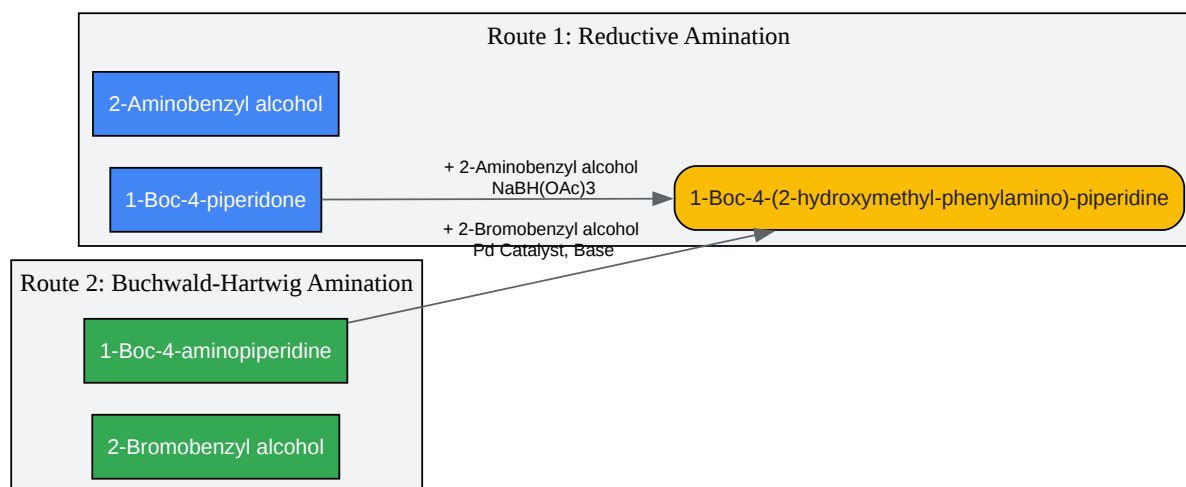 Route 1: Reductive Amination
2-Aminobenzyl alcohol
1-Boc-4-piperidone
+ 2-Aminobenzyl alcohol
NaBH(OAc)3
1-Boc-4-(2-hydroxymethyl-phenylamino)-piperidine
+ 2-Bromobenzyl alcohol
Pd Catalyst, Base
Route 2: Buchwald-Hartwig Amination
1-Boc-4-aminopiperidine
2-Bromobenzyl alcohol